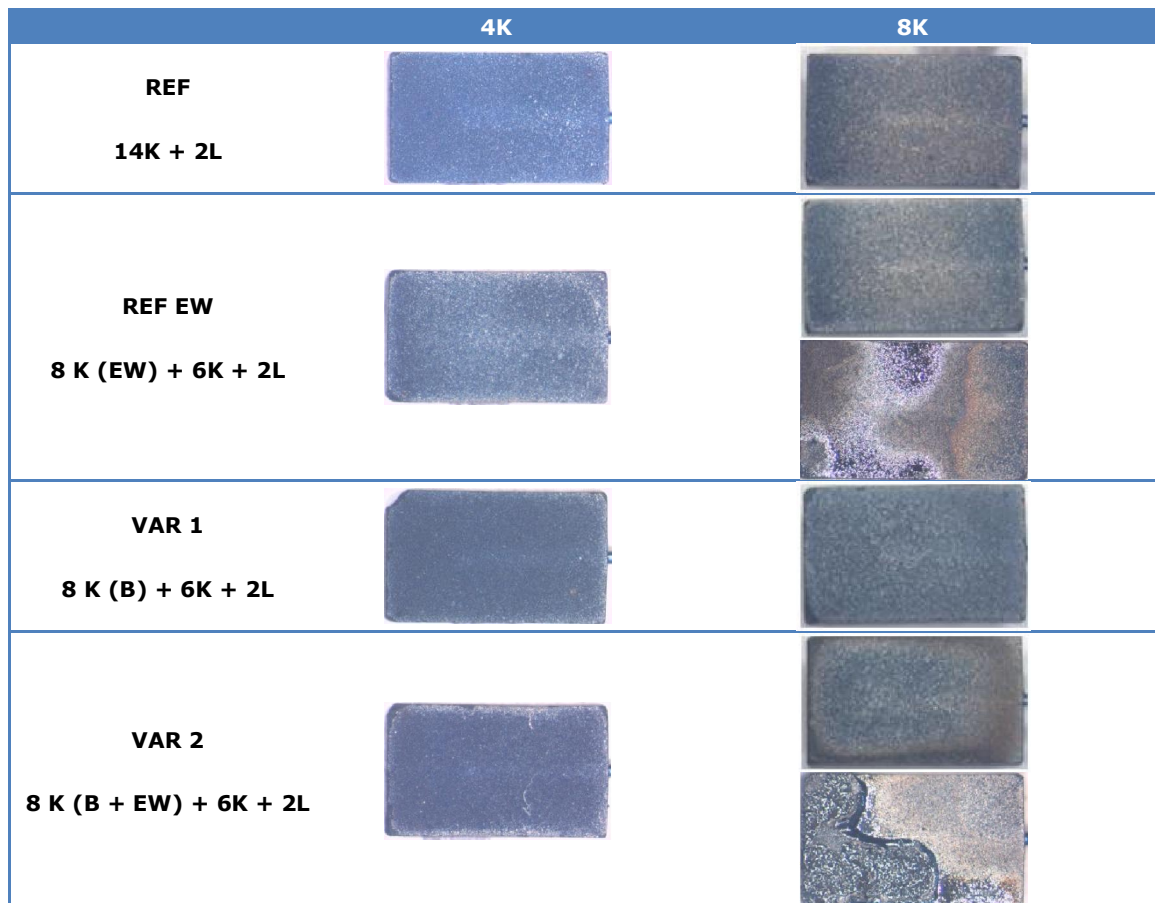 4K 8K
REF
14K + 2L
REF EW
8 K (EW) + 6K + 2L
VAR 1
8 K (B) + 6K + 2L
VAR 2
8 K (B + EW) + 6K + 2L